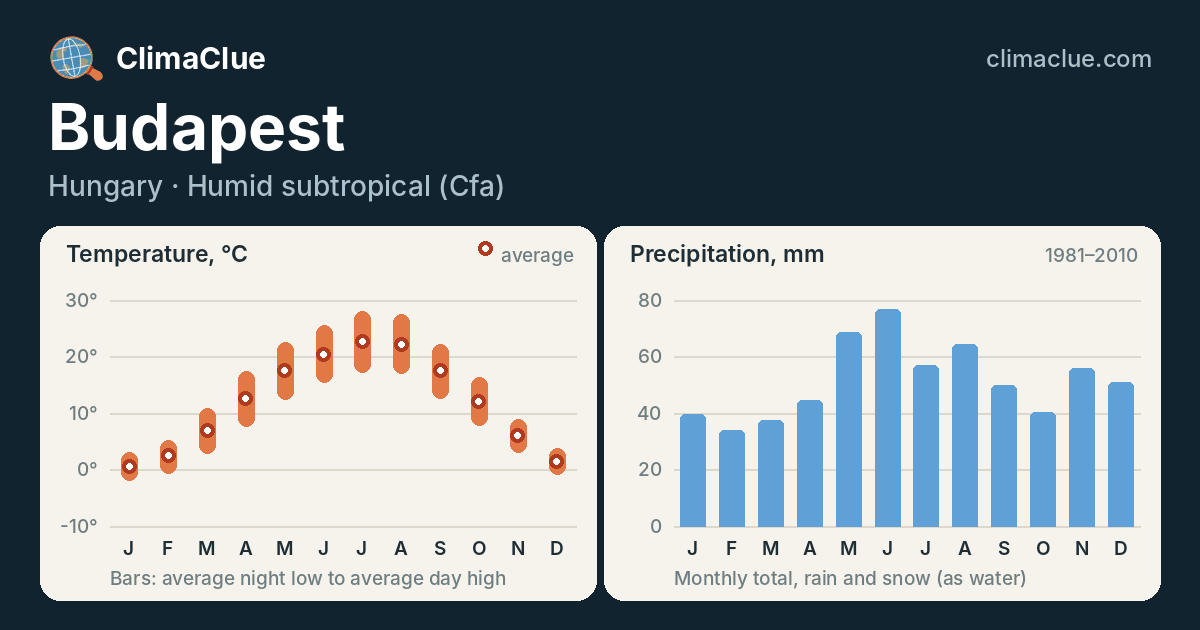 ClimaClue
climaclue.com
Budapest
Hungary · Humid subtropical (Cfa)
Temperature, °C
average
30°
20°
10°
0°
-10°
J F M A M J J A S O N D
Bars: average night low to average day high
Precipitation, mm
1981–2010
80
60
40
20
0
J F M A M J J A S O N D
Monthly total, rain and snow (as water)